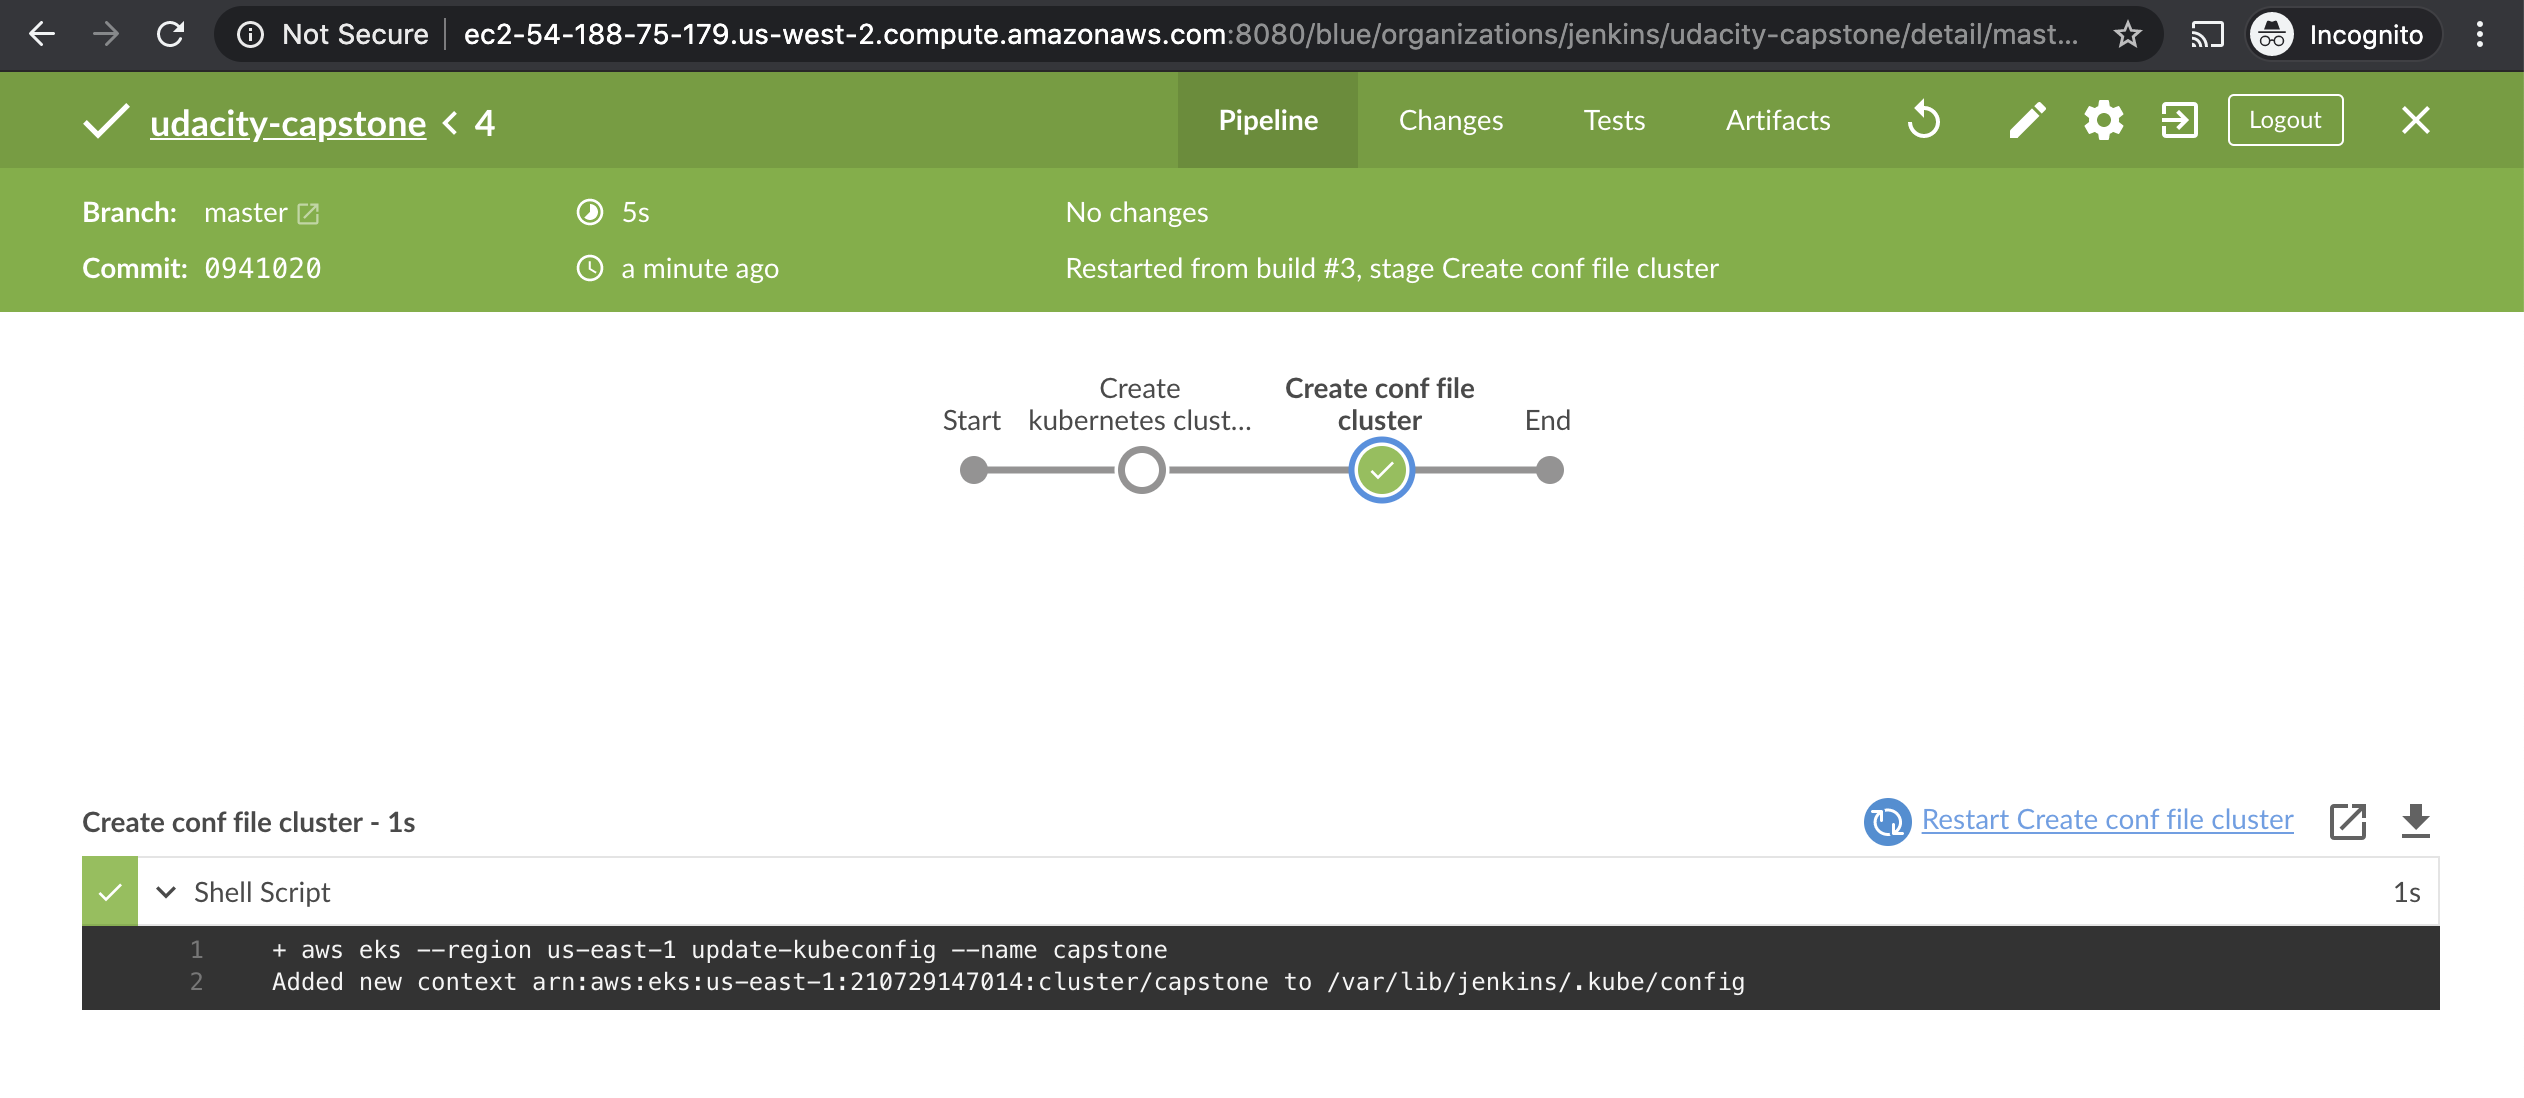 Not Secure ec2-54-188-75-179.us-west-2.compute.amazonaws.com:8080/blue/organizations/jenkins/udacity-capstone/detail/mast... Incognito
udacity-capstone < 4 Pipeline Changes Tests Artifacts Logout
Branch: master 5s No changes
Commit: 0941020 a minute ago Restarted from build #3, stage Create conf file cluster
Start
Create
kubernetes clust...
Create conf file
cluster
End
Create conf file cluster - 1s Restart Create conf file cluster
Shell Script 1s
1 + aws eks --region us-east-1 update-kubeconfig --name capstone
2 Added new context arn:aws:eks:us-east-1:210729147014:cluster/capstone to /var/lib/jenkins/.kube/config